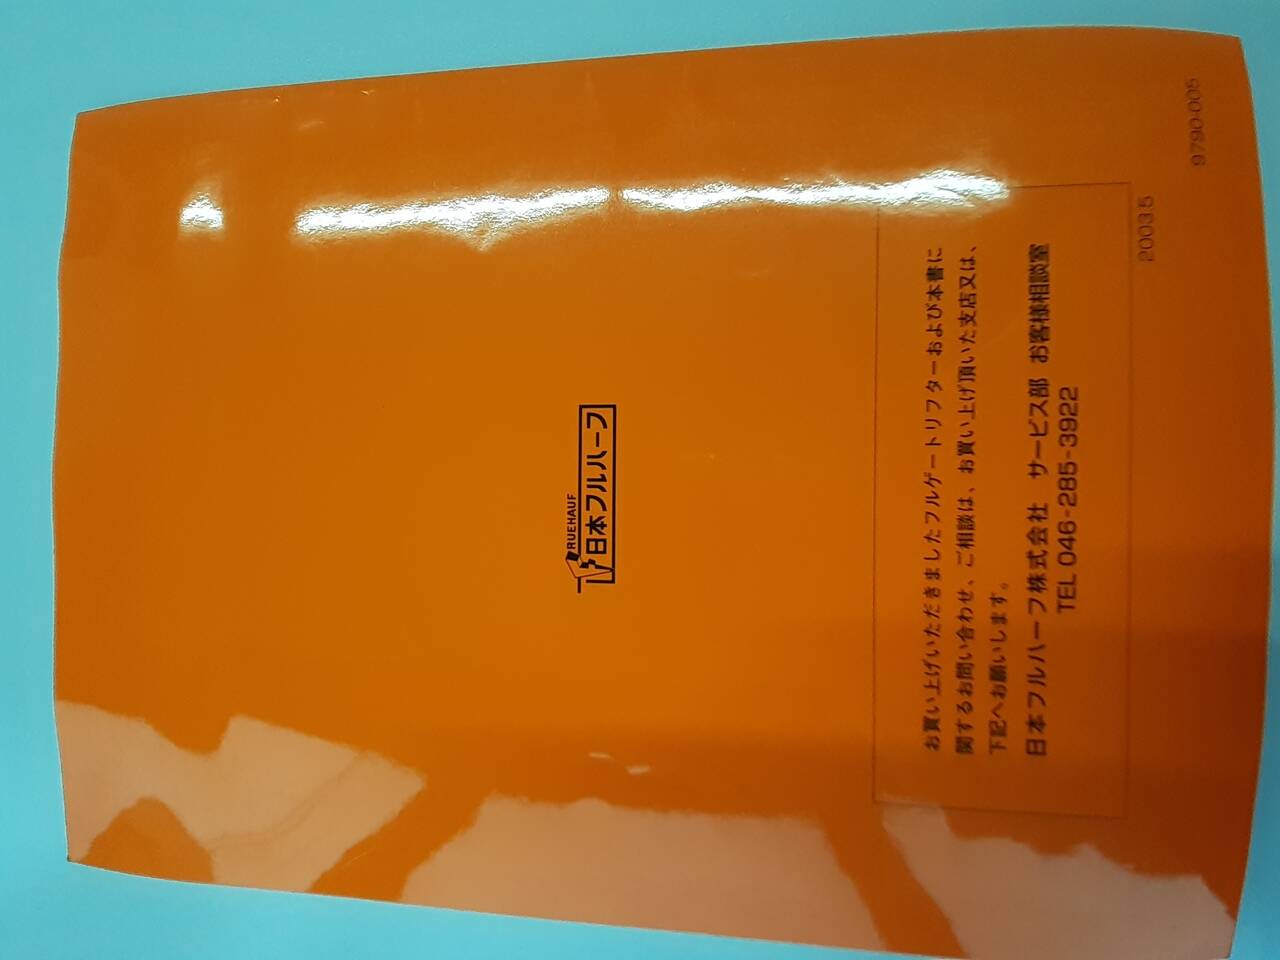 FRUEHAUF
日本フルハーフ
お買い上げいただきましたフルゲートリフターおよび本書に
関するお問い合わせ、ご相談は、お買い上げ頂いた支店又は、
下記へお願いします。
日本フルハーフ株式会社 サービス部 お客様相談室
TEL 046-285-3922
2003.5
9790-005